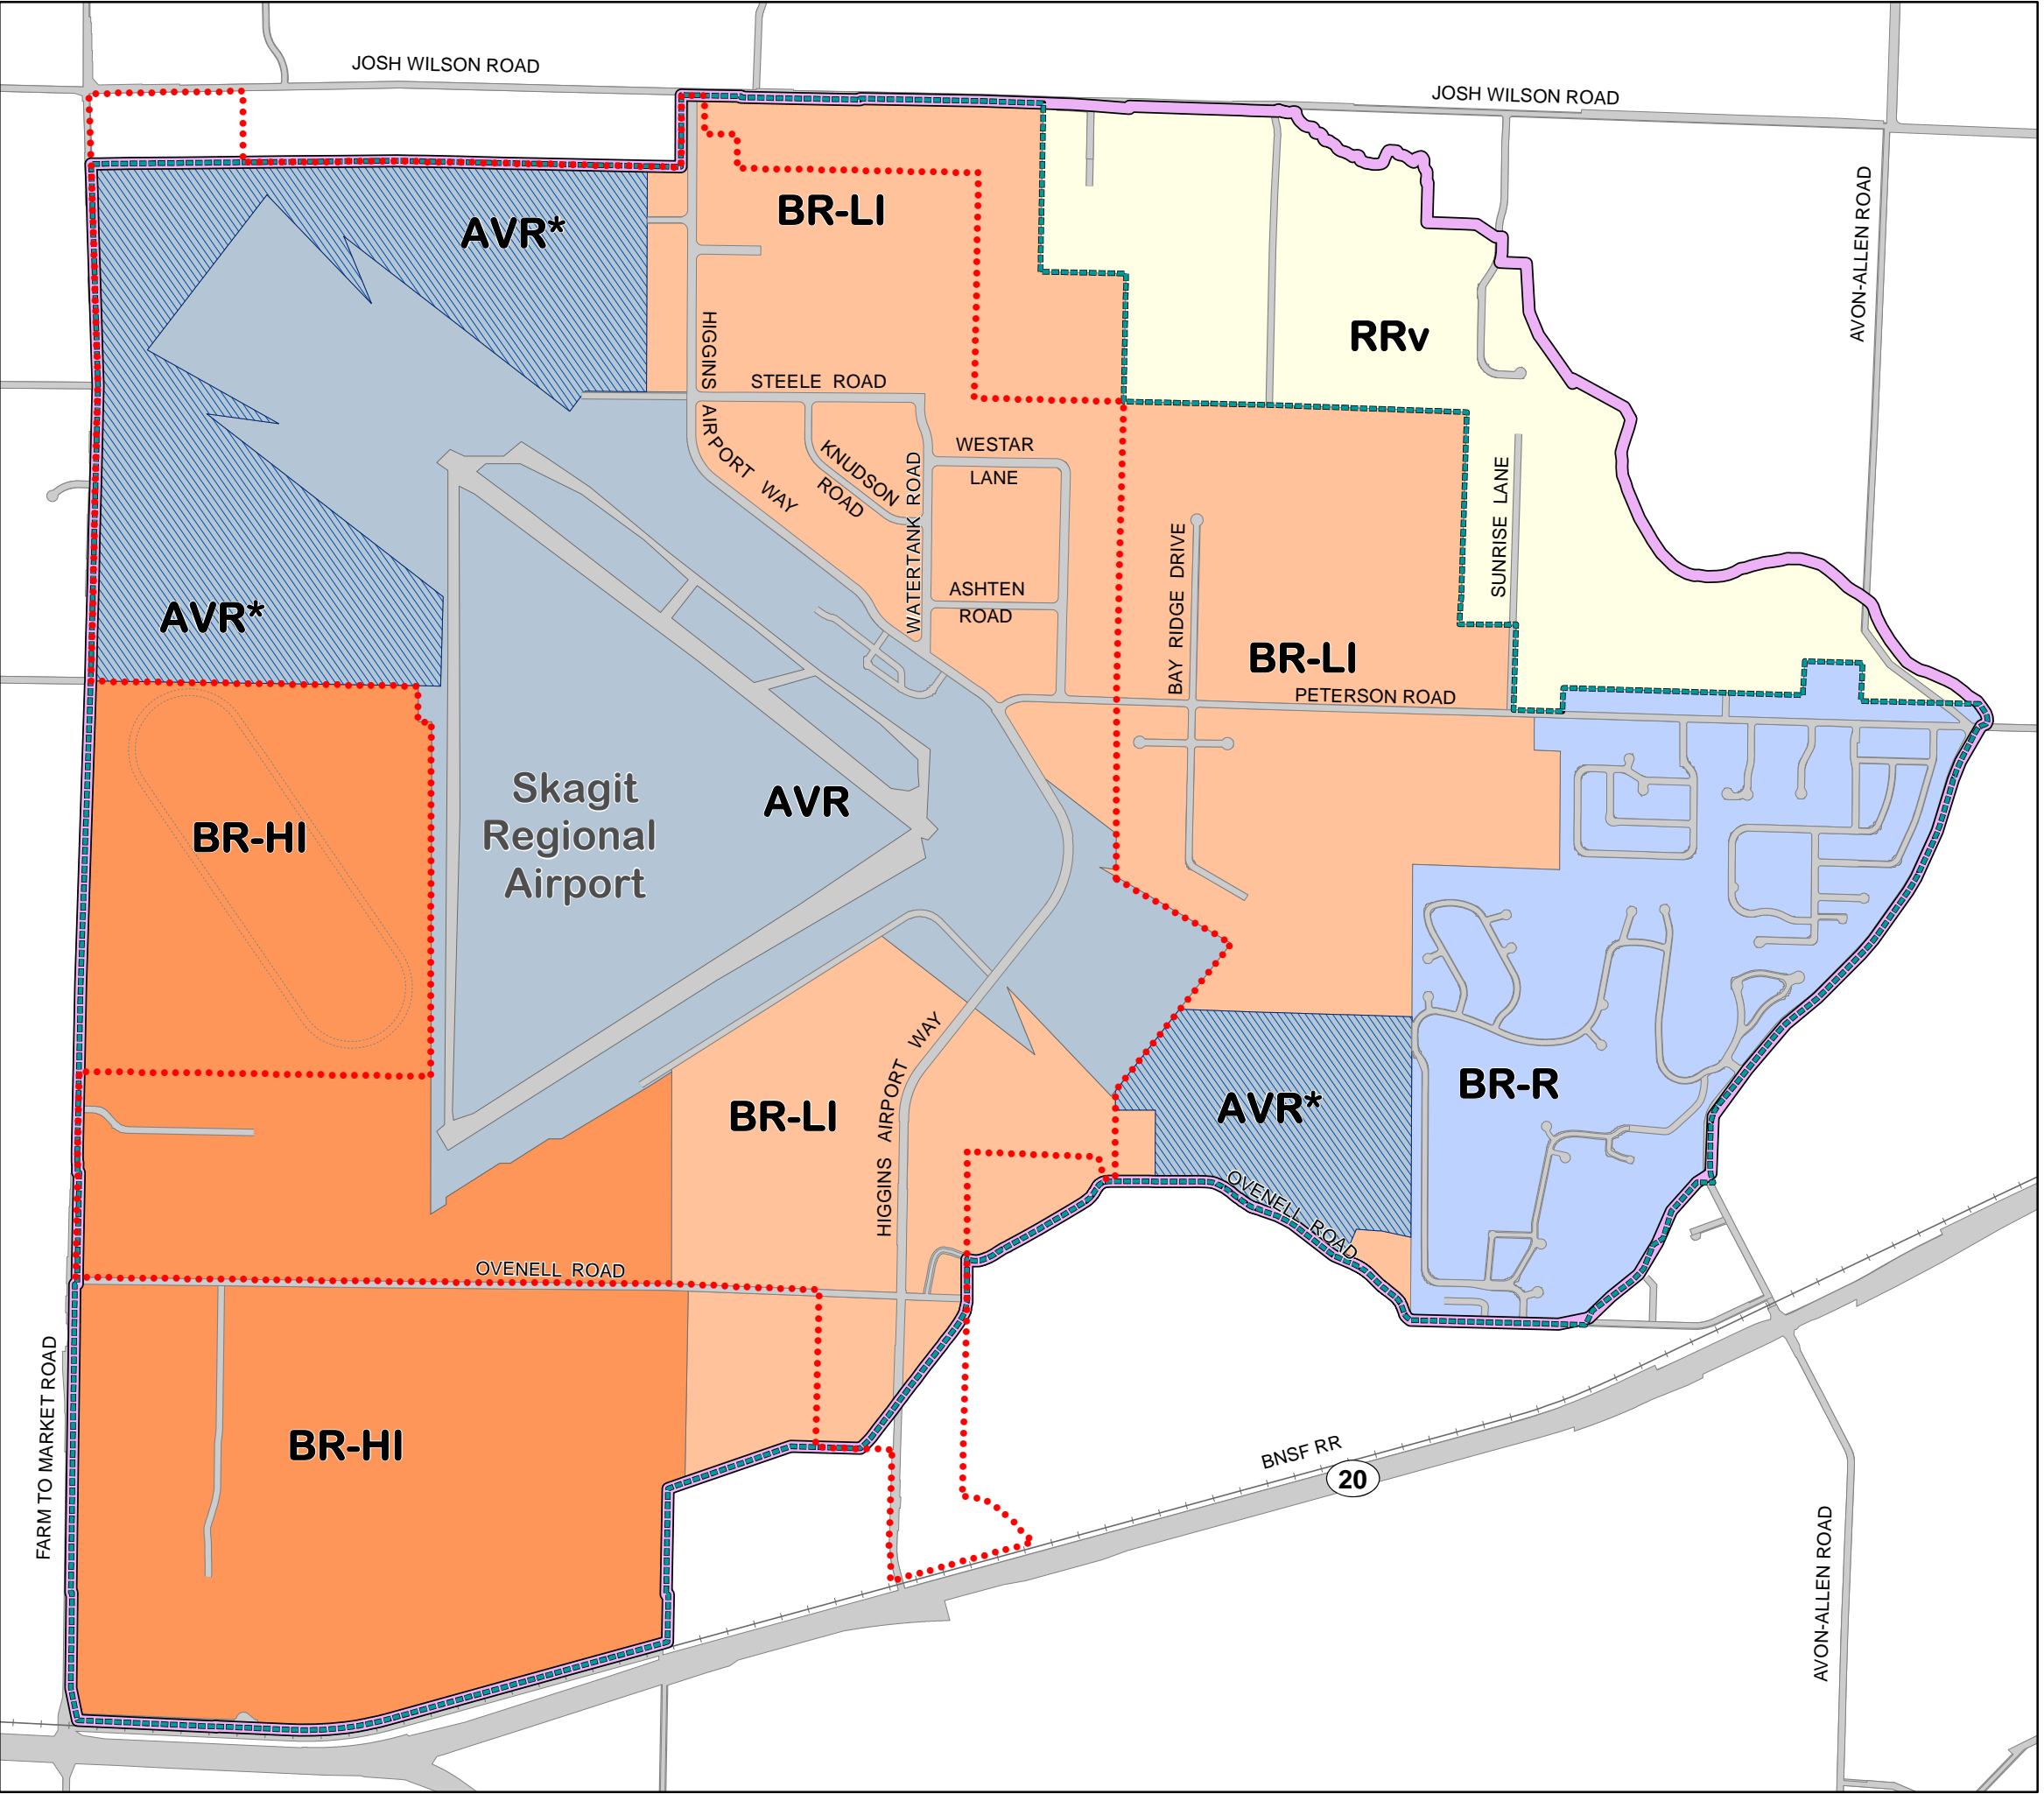 JOSH WILSON ROAD
JOSH WILSON ROAD
AVON-ALLEN ROAD
AVR*
BR-LI
RRv
HIGGINS AIRPORT WAY
STEELE ROAD
KNUDSON
ROAD
WATERTANK ROAD
WESTAR
LANE
ASHTEN
ROAD
BAY RIDGE DRIVE
SUNRISE LANE
AVR*
BR-LI
PETERSON ROAD
BR-HI
Skagit
Regional
Airport
AVR
BR-LI
HIGGINS AIRPORT WAY
AVR*
BR-R
OVENELL ROAD
OVENELL ROAD
FARM TO MARKET ROAD
BR-HI
BNSF RR
20
AVON-ALLEN ROAD